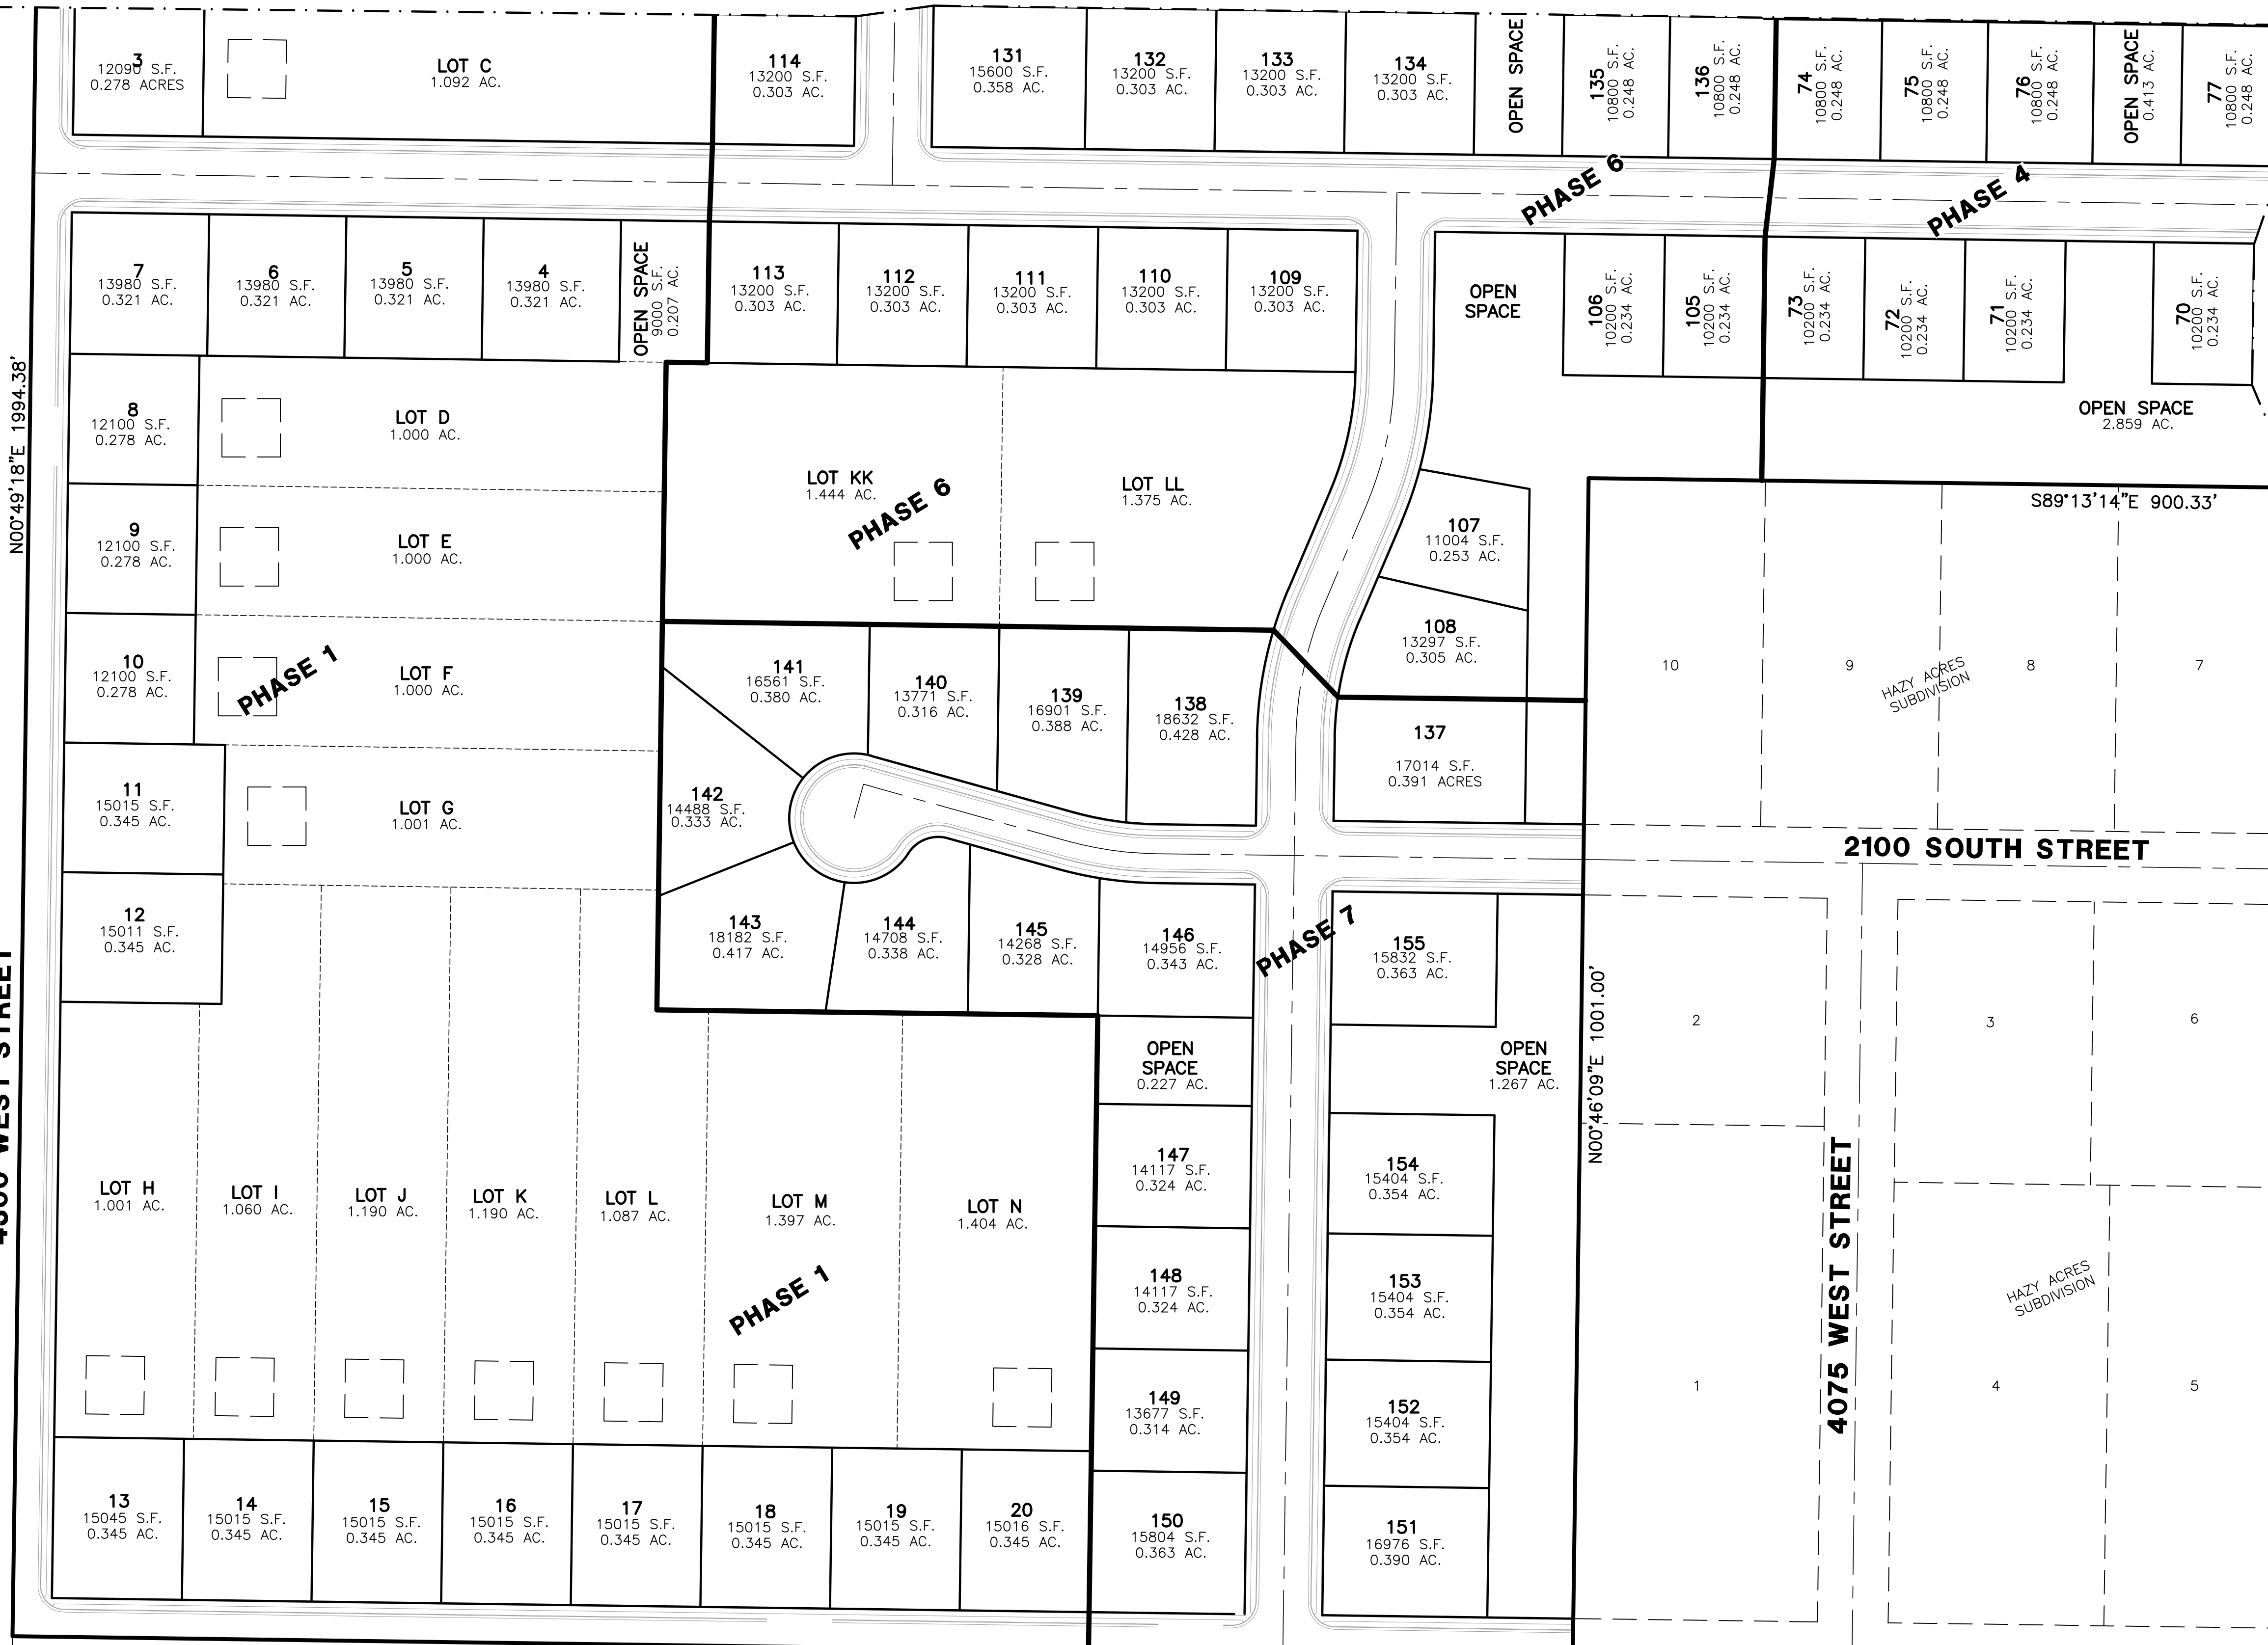 3
12090 S.F.
0.278 ACRES
LOT C
1.092 AC.
114
13200 S.F.
0.303 AC.
131
15600 S.F.
0.358 AC.
132
13200 S.F.
0.303 AC.
133
13200 S.F.
0.303 AC.
134
13200 S.F.
0.303 AC.
OPEN SPACE
135
10800 S.F.
0.248 AC.
136
10800 S.F.
0.248 AC.
74
10800 S.F.
0.248 AC.
75
10800 S.F.
0.248 AC.
76
10800 S.F.
0.248 AC.
OPEN SPACE
0.413 AC.
77
10800 S.F.
0.248 AC.
PHASE 6
PHASE 4
7
13980 S.F.
0.321 AC.
6
13980 S.F.
0.321 AC.
5
13980 S.F.
0.321 AC.
4
13980 S.F.
0.321 AC.
OPEN SPACE
9000 S.F.
0.207 AC.
113
13200 S.F.
0.303 AC.
112
13200 S.F.
0.303 AC.
111
13200 S.F.
0.303 AC.
110
13200 S.F.
0.303 AC.
109
13200 S.F.
0.303 AC.
OPEN
SPACE
106
10200 S.F.
0.234 AC.
105
10200 S.F.
0.234 AC.
73
10200 S.F.
0.234 AC.
72
10200 S.F.
0.234 AC.
71
10200 S.F.
0.234 AC.
70
10200 S.F.
0.234 AC.
OPEN SPACE
2.859 AC.
N00°49'18"E 1994.38'
8
12100 S.F.
0.278 AC.
LOT D
1.000 AC.
LOT KK
1.444 AC.
PHASE 6
LOT LL
1.375 AC.
S89°13'14"E 900.33'
9
12100 S.F.
0.278 AC.
LOT E
1.000 AC.
107
11004 S.F.
0.253 AC.
108
13297 S.F.
0.305 AC.
10
12100 S.F.
0.278 AC.
PHASE 1
LOT F
1.000 AC.
141
16561 S.F.
0.380 AC.
140
13771 S.F.
0.316 AC.
139
16901 S.F.
0.388 AC.
138
18632 S.F.
0.428 AC.
137
17014 S.F.
0.391 ACRES
10
9
HAZY ACRES
SUBDIVISION
8
7
11
15015 S.F.
0.345 AC.
LOT G
1.001 AC.
142
14488 S.F.
0.333 AC.
2100 SOUTH STREET
12
15011 S.F.
0.345 AC.
143
18182 S.F.
0.417 AC.
144
14708 S.F.
0.338 AC.
145
14268 S.F.
0.328 AC.
146
14956 S.F.
0.343 AC.
PHASE 7
155
15832 S.F.
0.363 AC.
WEST STREET
OPEN
SPACE
0.227 AC.
OPEN
SPACE
1.267 AC.
N00°46'09"E 1001.00'
2
3
6
LOT H
1.001 AC.
LOT I
1.060 AC.
LOT J
1.190 AC.
LOT K
1.190 AC.
LOT L
1.087 AC.
LOT M
1.397 AC.
LOT N
1.404 AC.
147
14117 S.F.
0.324 AC.
154
15404 S.F.
0.354 AC.
4075 WEST STREET
PHASE 1
148
14117 S.F.
0.324 AC.
153
15404 S.F.
0.354 AC.
HAZY ACRES
SUBDIVISION
149
13677 S.F.
0.314 AC.
152
15404 S.F.
0.354 AC.
1
4
5
13
15045 S.F.
0.345 AC.
14
15015 S.F.
0.345 AC.
15
15015 S.F.
0.345 AC.
16
15015 S.F.
0.345 AC.
17
15015 S.F.
0.345 AC.
18
15015 S.F.
0.345 AC.
19
15015 S.F.
0.345 AC.
20
15016 S.F.
0.345 AC.
150
15804 S.F.
0.363 AC.
151
16976 S.F.
0.390 AC.